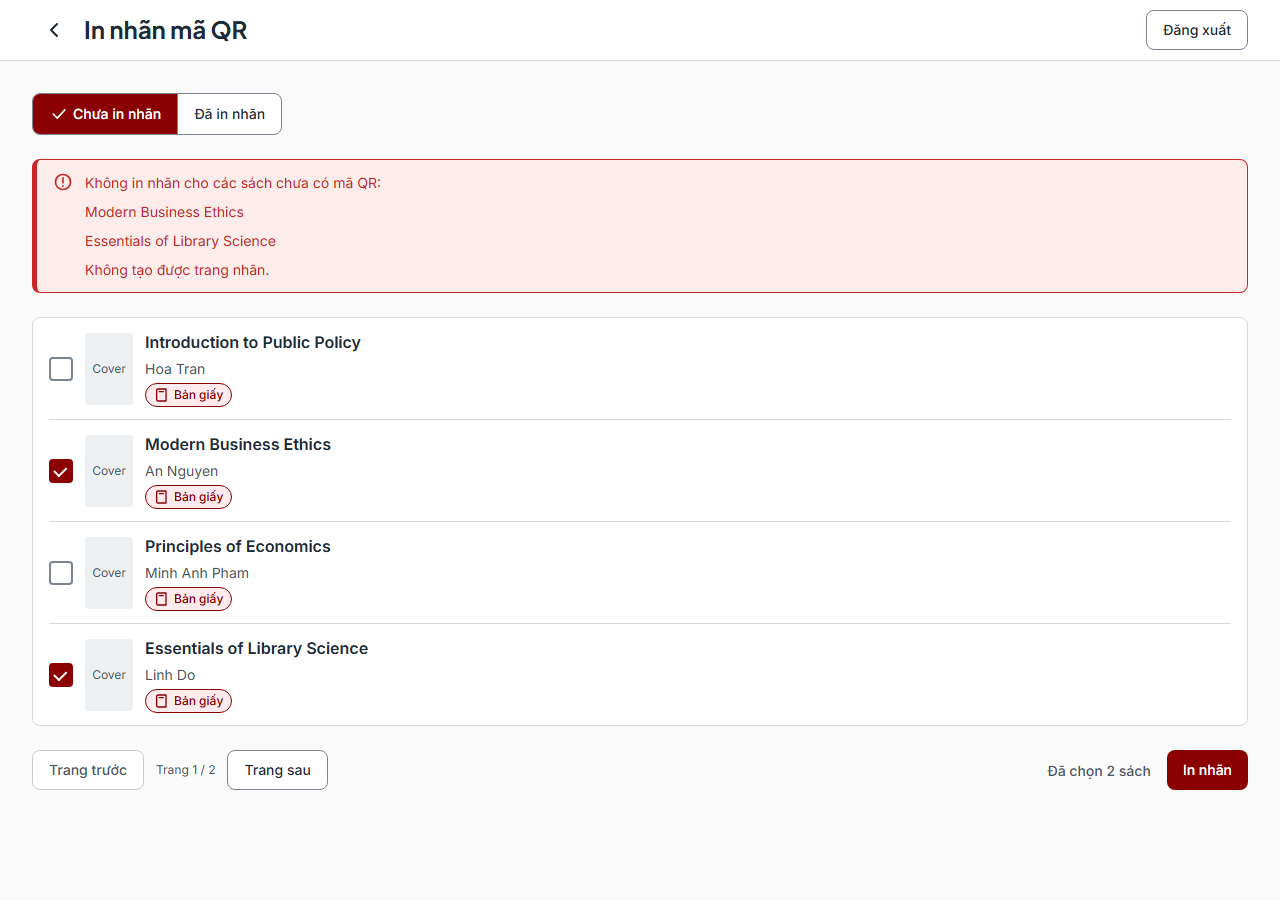 In nhãn mã QR
Đăng xuất
Chưa in nhãn
Đã in nhãn
Không in nhãn cho các sách chưa có mã QR:
Modern Business Ethics
Essentials of Library Science
Không tạo được trang nhãn.
Cover
Introduction to Public Policy
Hoa Tran
Bản giấy
Cover
Modern Business Ethics
An Nguyen
Bản giấy
Cover
Principles of Economics
Minh Anh Pham
Bản giấy
Cover
Essentials of Library Science
Linh Do
Bản giấy
Trang trước
Trang 1 / 2
Trang sau
Đã chọn 2 sách
In nhãn